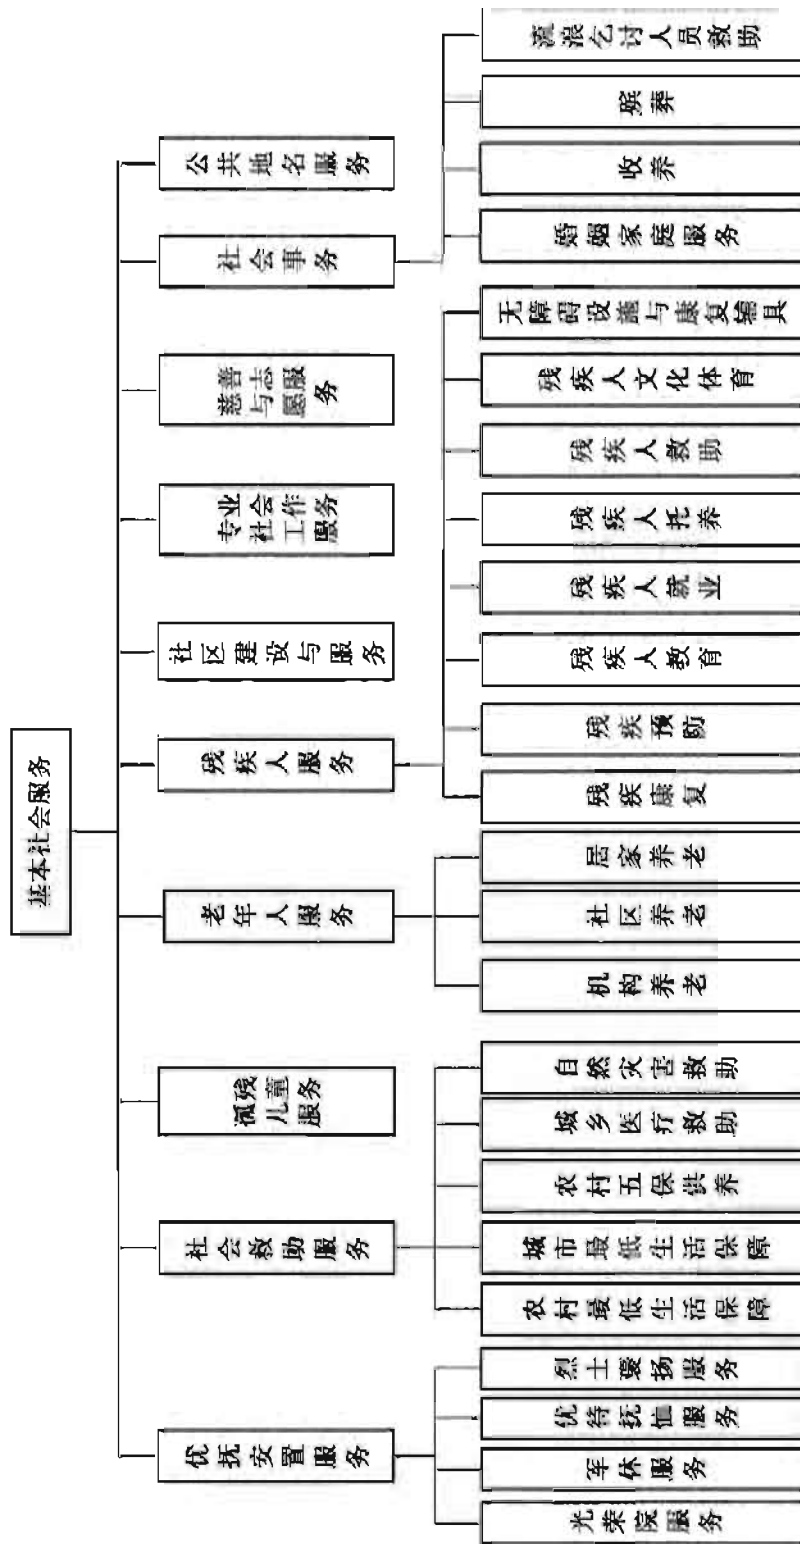 基本社会服务
优抚安置服务
社会救助服务
孤残
儿童
服务
老年人服务
残疾人服务
社区建设与服务
专业
社会
工作
服务
慈善
与志
愿服
务
社会事务
公共地名服务
光荣院服务
军休服务
优待抚恤服务
烈士褒扬服务
农村最低生活保障
城市最低生活保障
农村五保供养
城乡医疗救助
自然灾害救助
机构养老
社区养老
居家养老
残疾康复
残疾预防
残疾人教育
残疾人就业
残疾人托养
残疾人救助
残疾人文化体育
无障碍设施与康复辅具
婚姻家庭服务
收养
殡葬
流浪乞讨人员救助